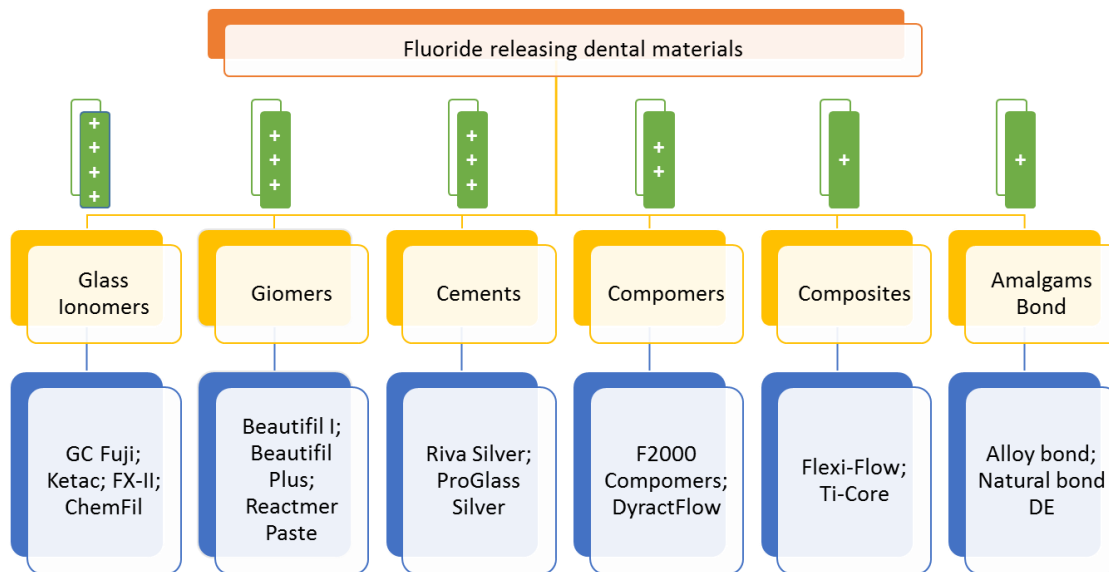 Fluoride releasing dental materials
+
+
+
+
+
+
+
+
+
+
+
+
+
+
Glass
Ionomers
Giomers
Cements
Compomers
Composites
Amalgams
Bond
GC Fuji;
Ketac; FX-II;
ChemFil
Beautifil I;
Beautifil
Plus;
Reactmer
Paste
Riva Silver;
ProGlass
Silver
F2000
Compomers;
DyractFlow
Flexi-Flow;
Ti-Core
Alloy bond;
Natural bond
DE